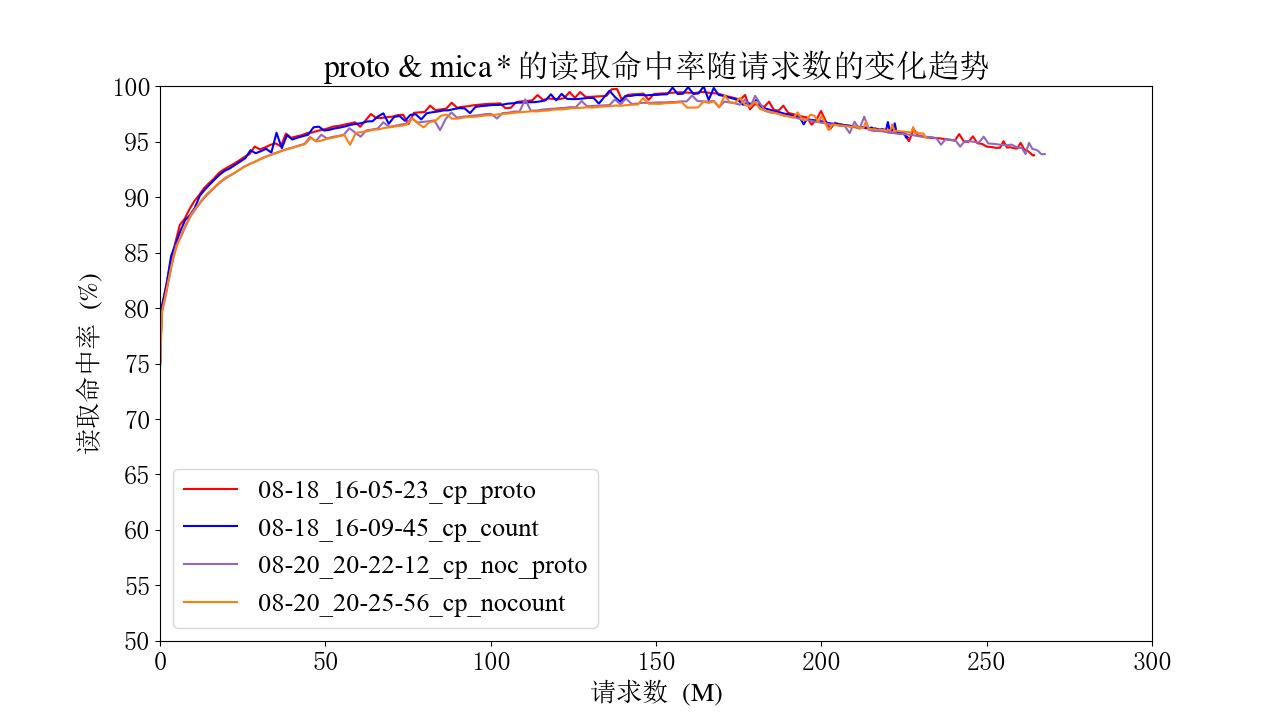 proto & mica * 的读取命中率随请求数的变化趋势
读取命中率 (%)
100
95
90
85
80
75
70
65
60
55
50
08-18_16-05-23_cp_proto
08-18_16-09-45_cp_count
08-20_20-22-12_cp_noc_proto
08-20_20-25-56_cp_nocount
0 50 100 150 200 250 300
请求数 (M)